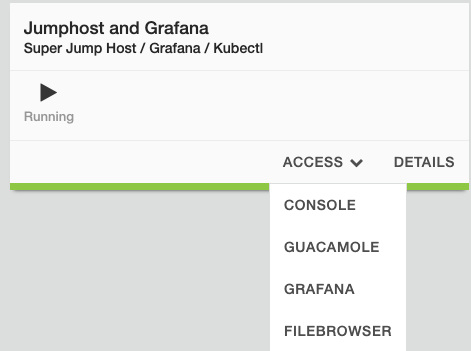 Jumphost and Grafana
Super Jump Host / Grafana / Kubectl
Running
ACCESS DETAILS
CONSOLE
GUACAMOLE
GRAFANA
FILEBROWSER